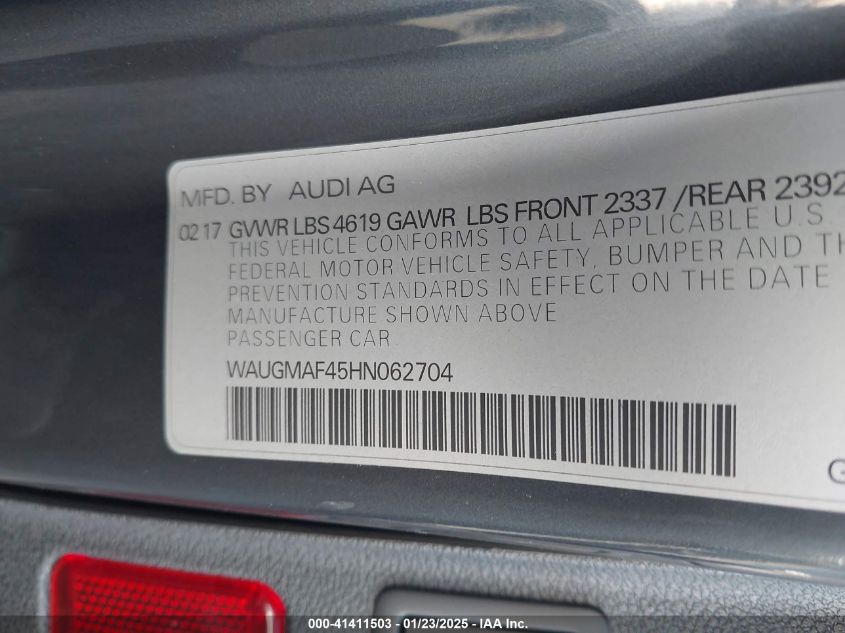 MFD. BY AUDI AG
02 17 GVWR LBS 4619 GAWR LBS FRONT 2337 /REAR 2392
THIS VEHICLE CONFORMS TO ALL APPLICABLE U.S.
FEDERAL MOTOR VEHICLE SAFETY, BUMPER AND TH
PREVENTION STANDARDS IN EFFECT ON THE DATE
MANUFACTURE SHOWN ABOVE
PASSENGER CAR
WAUGMAF45HN062704
G
000-41411503 — 01/23/2025 — IAA Inc.